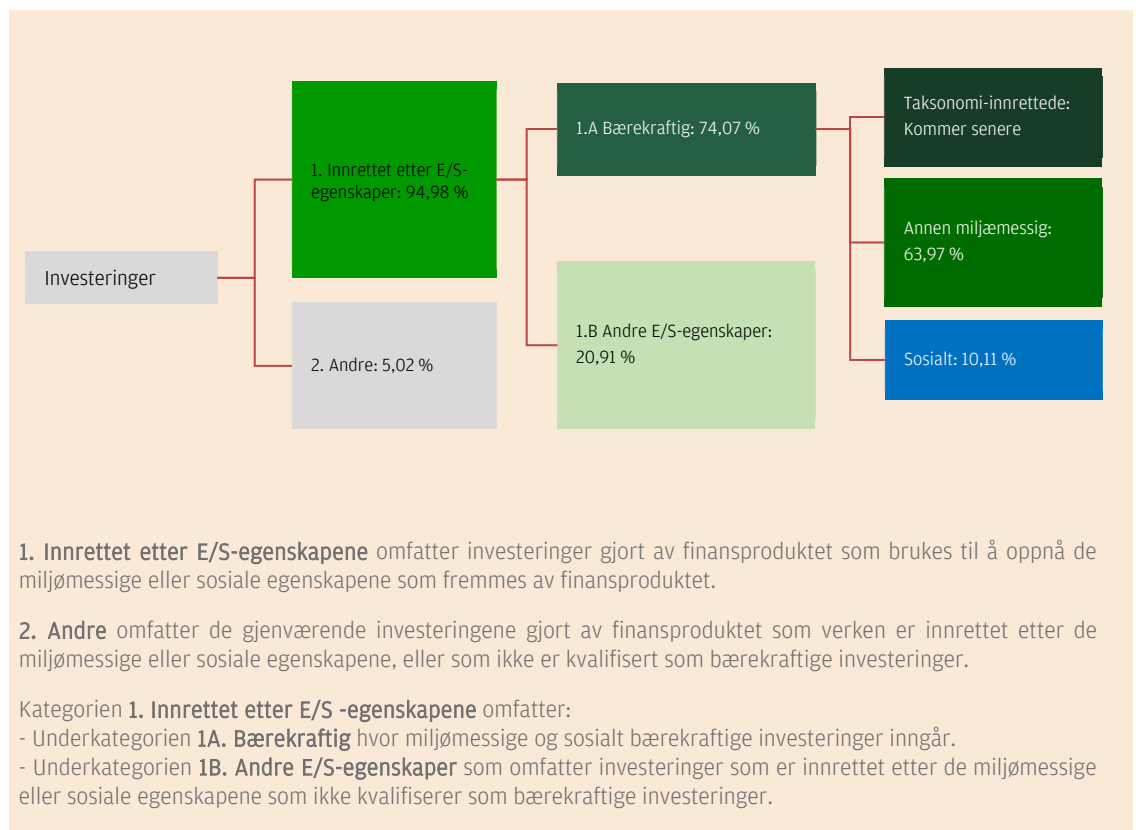 Investeringer
1. Innrettet etter E/S-
egenskaper: 94,98 %
2. Andre: 5,02 %
1.A Bærekraftig: 74,07 %
1.B Andre E/S-egenskaper:
20,91 %
Taksonomi-innrettede:
Kommer senere
Annen miljæmessig:
63,97 %
Sosialt: 10,11 %
1. Innrettet etter E/S-egenskapene omfatter investeringer gjort av finansproduktet som brukes til å oppnå de
miljømessige eller sosiale egenskapene som fremmes av finansproduktet.
2. Andre omfatter de gjenværende investeringene gjort av finansproduktet som verken er innrettet etter de
miljømessige eller sosiale egenskapene, eller som ikke er kvalifisert som bærekraftige investeringer.
Kategorien 1. Innrettet etter E/S -egenskapene omfatter:
- Underkategorien 1A. Bærekraftig hvor miljømessige og sosialt bærekraftige investeringer inngår.
- Underkategorien 1B. Andre E/S-egenskaper som omfatter investeringer som er innrettet etter de miljømessige
eller sosiale egenskapene som ikke kvalifiserer som bærekraftige investeringer.